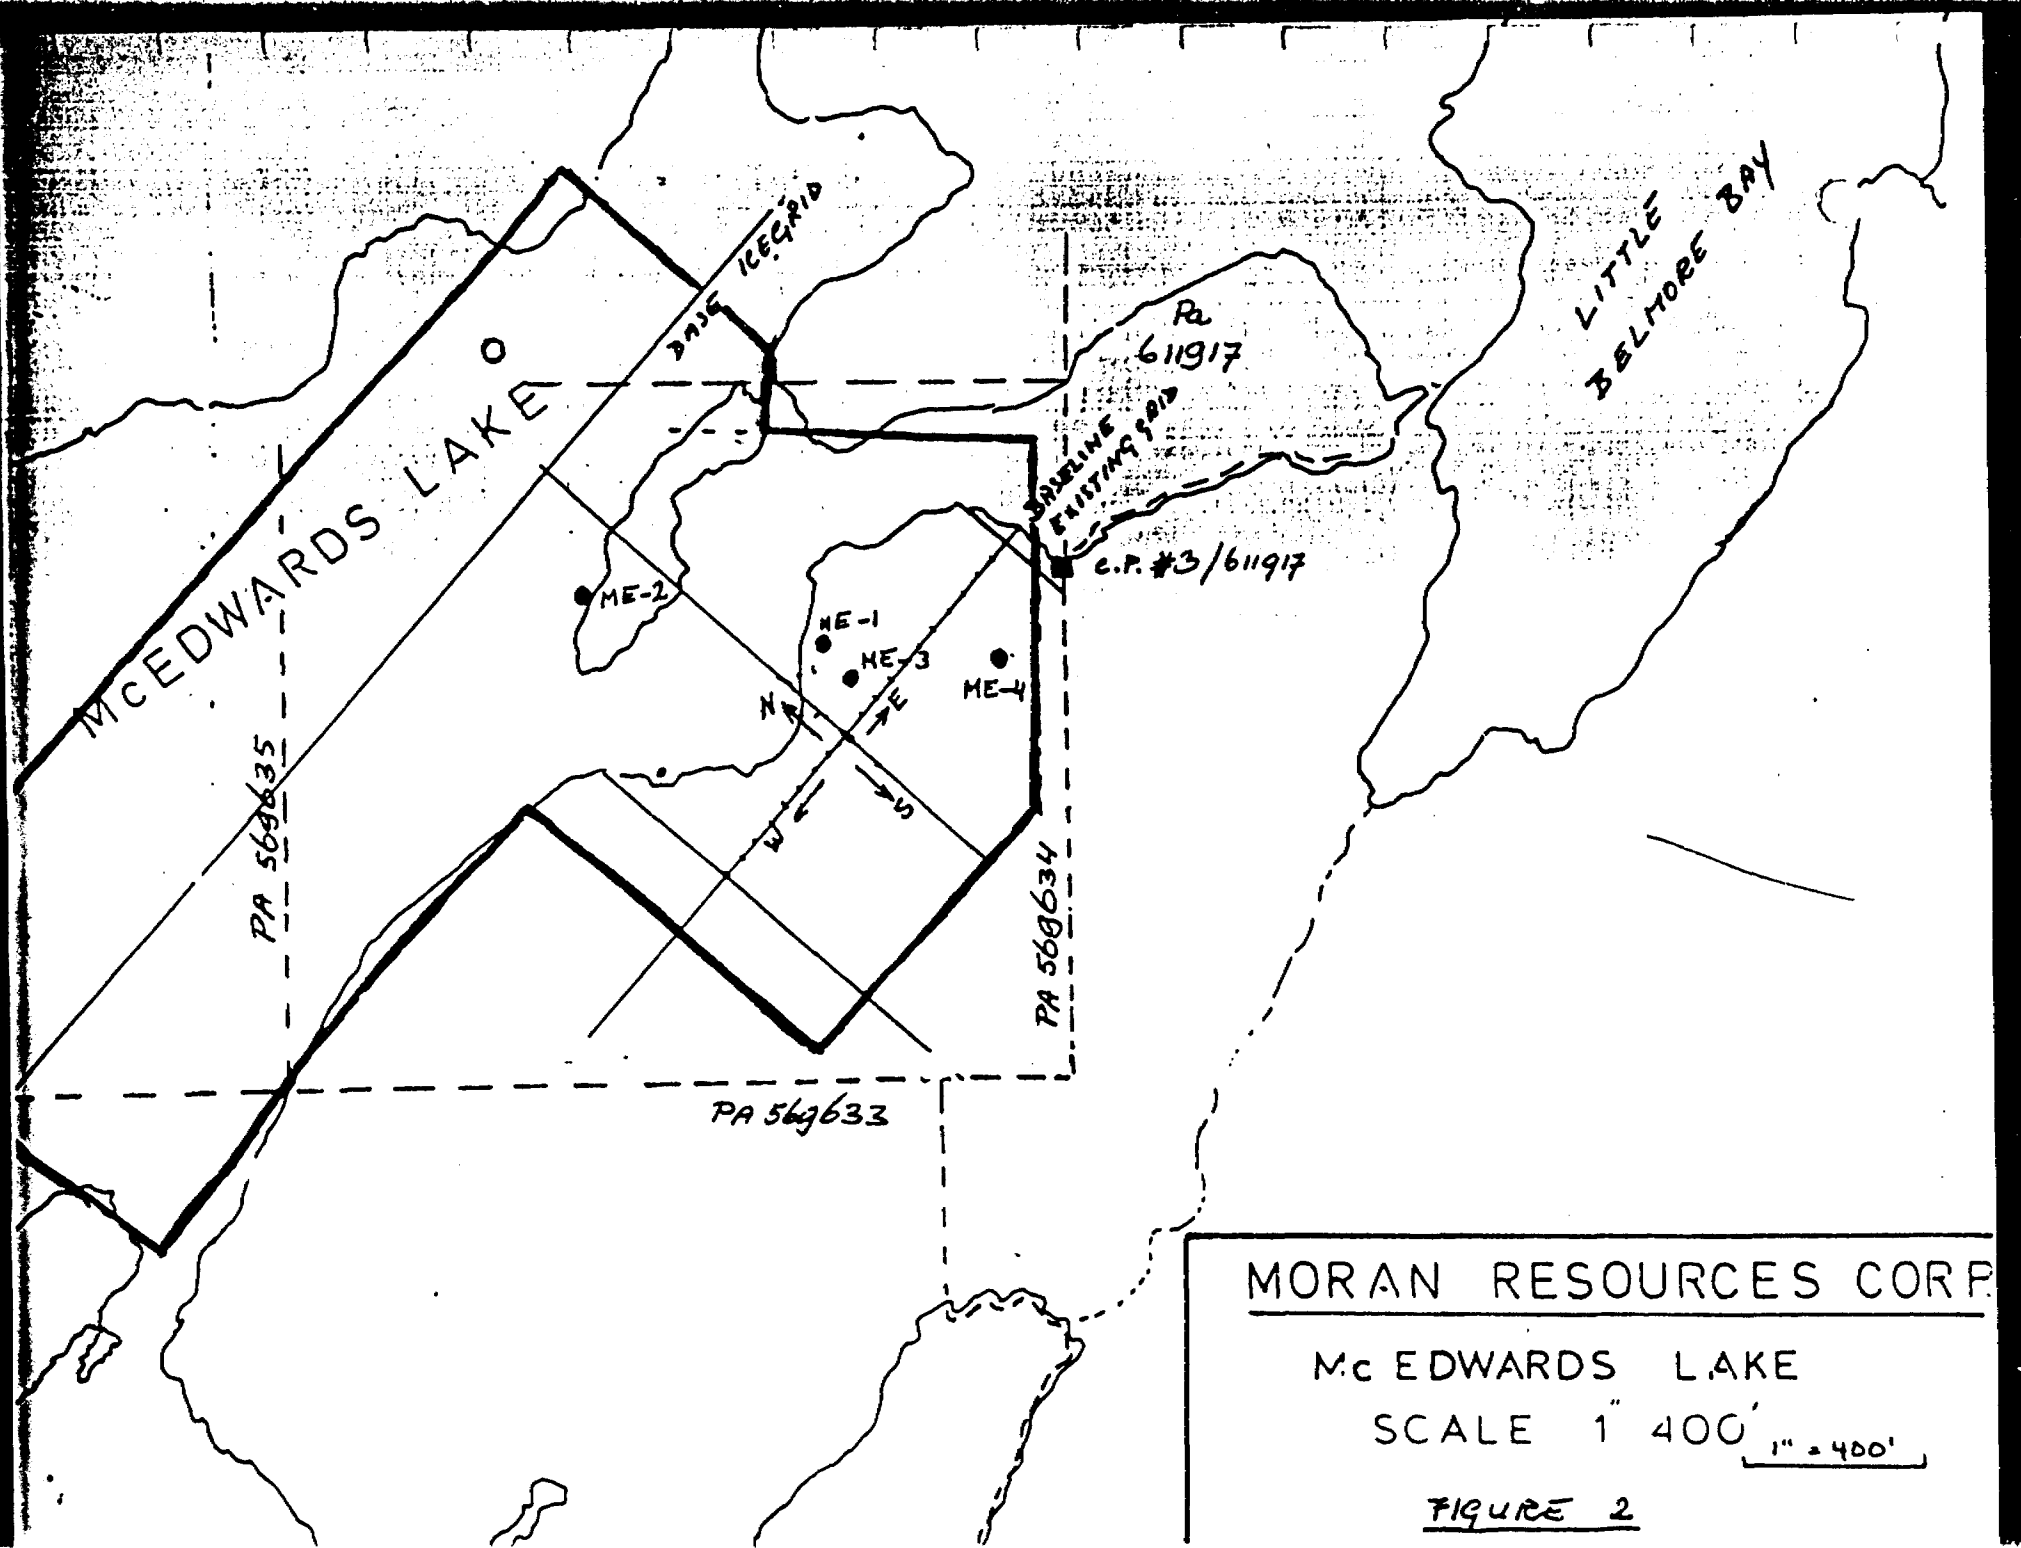 BASE ICEGRID
LITTLE
BELMORE BAY
Pa
611917
McEDWARDS LAKE
BASELINE
EXISTING GRID
C.P. #3/611917
ME-2
ME-1
ME-3
ME-4
N
E
S
W
PA 569635
PA 569634
PA 569633
MORAN RESOURCES CORP.
Mc EDWARDS LAKE
SCALE 1" 400'
1" = 400'
FIGURE 2